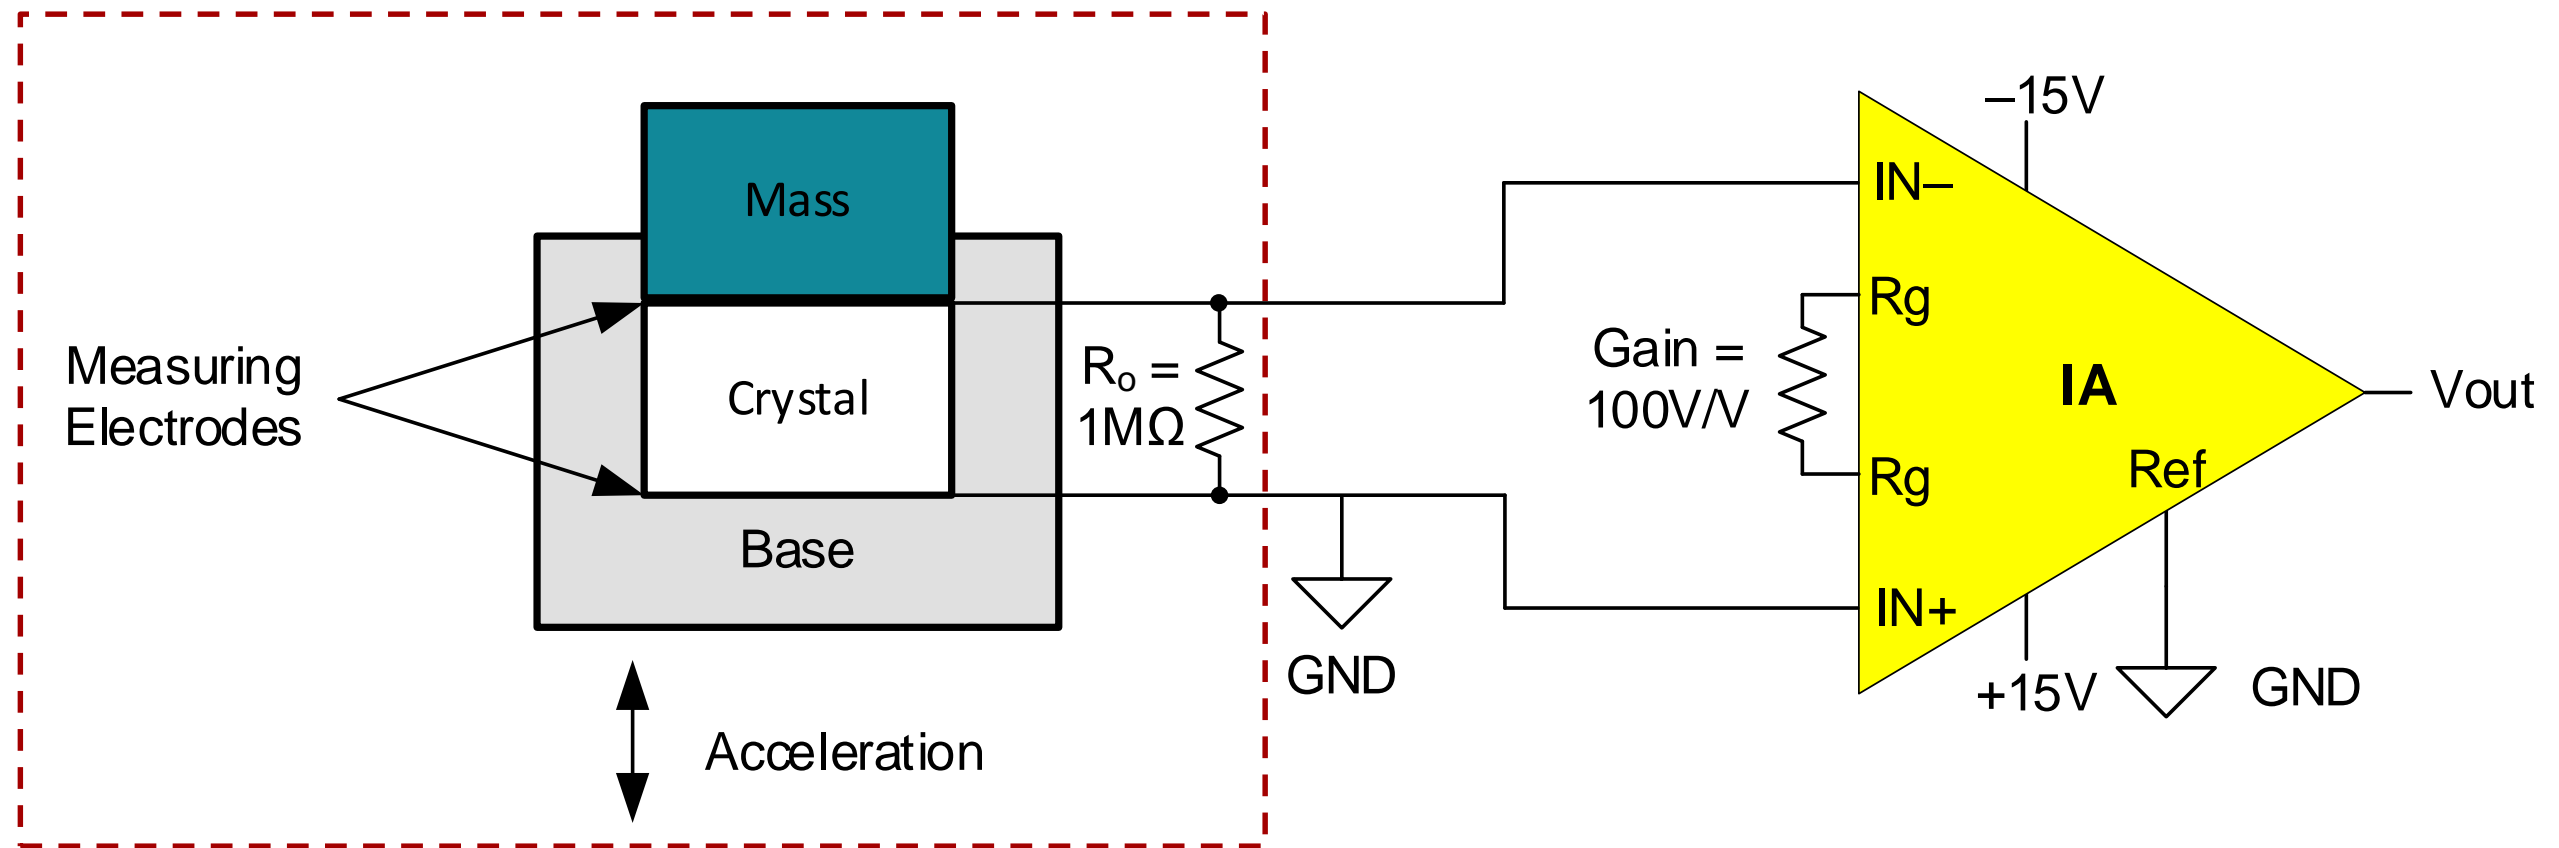 Mass
Measuring
Electrodes
Crystal
Base
Acceleration
Rₒ =
1MΩ
GND
Gain =
100V/V
–15V
IN–
Rg
IA
Rg
Ref
IN+
+15V
GND
Vout